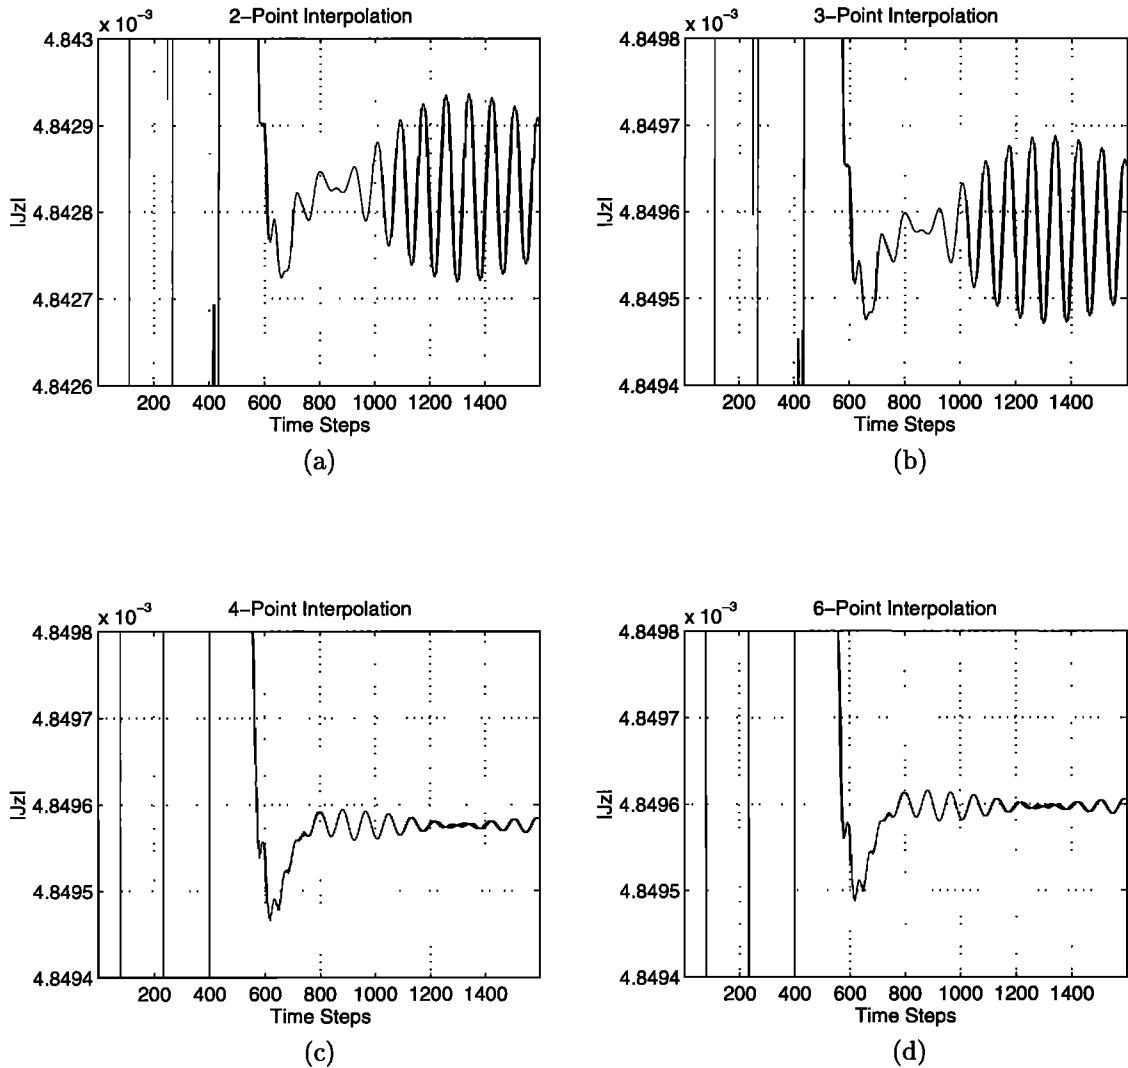 x 10⁻³ 2−Point Interpolation
4.843
4.8429
4.8428
4.8427
4.8426
|Jz|
200 400 600 800 1000 1200 1400
Time Steps
(a)
x 10⁻³ 3−Point Interpolation
4.8498
4.8497
4.8496
4.8495
4.8494
|Jz|
200 400 600 800 1000 1200 1400
Time Steps
(b)
x 10⁻³ 4−Point Interpolation
4.8498
4.8497
4.8496
4.8495
4.8494
|Jz|
200 400 600 800 1000 1200 1400
Time Steps
(c)
x 10⁻³ 6−Point Interpolation
4.8498
4.8497
4.8496
4.8495
4.8494
|Jz|
200 400 600 800 1000 1200 1400
Time Steps
(d)